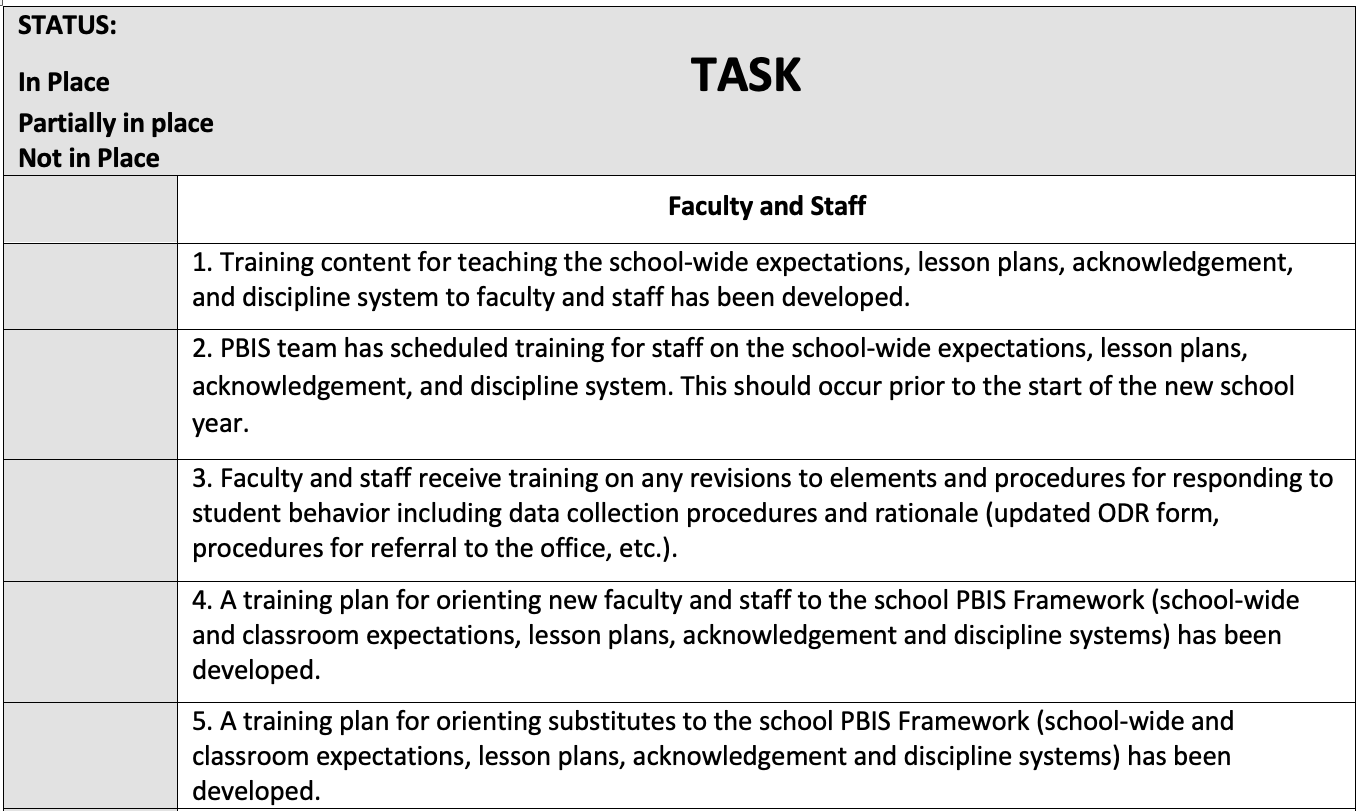 STATUS:
TASK
In Place
Partially in place
Not in Place
Faculty and Staff
1. Training content for teaching the school-wide expectations, lesson plans, acknowledgement,
and discipline system to faculty and staff has been developed.
2. PBIS team has scheduled training for staff on the school-wide expectations, lesson plans,
acknowledgement, and discipline system. This should occur prior to the start of the new school
year.
3. Faculty and staff receive training on any revisions to elements and procedures for responding to
student behavior including data collection procedures and rationale (updated ODR form,
procedures for referral to the office, etc.).
4. A training plan for orienting new faculty and staff to the school PBIS Framework (school-wide
and classroom expectations, lesson plans, acknowledgement and discipline systems) has been
developed.
5. A training plan for orienting substitutes to the school PBIS Framework (school-wide and
classroom expectations, lesson plans, acknowledgement and discipline systems) has been
developed.